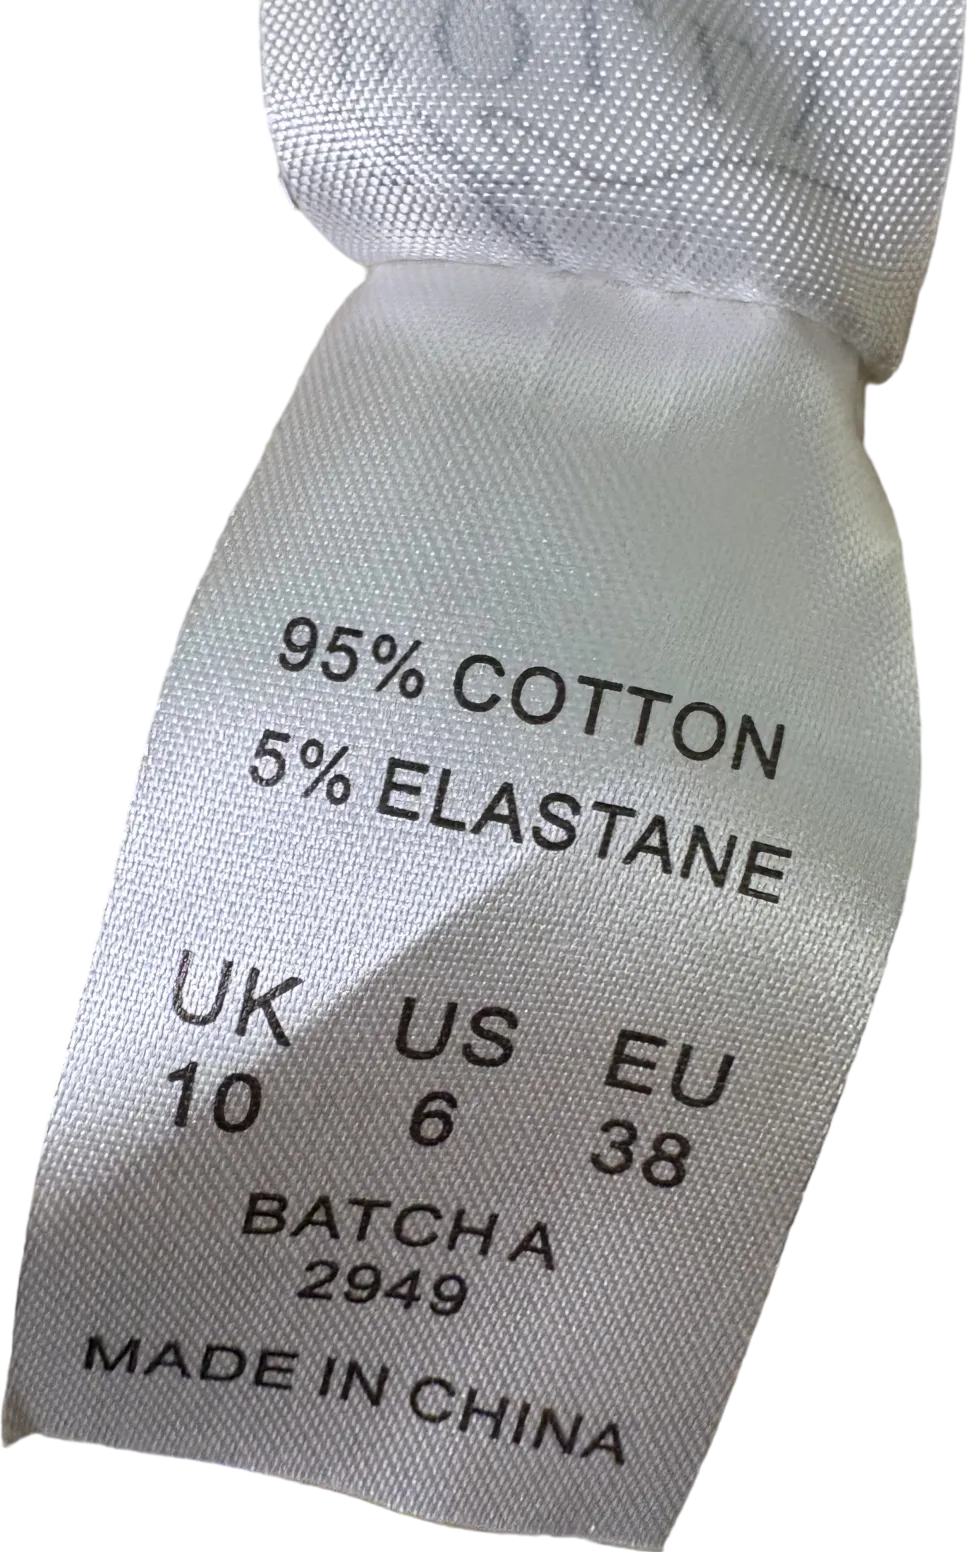 95% COTTON
5% ELASTANE
UK US EU
10 6 38
BATCH A
2949
MADE IN CHINA